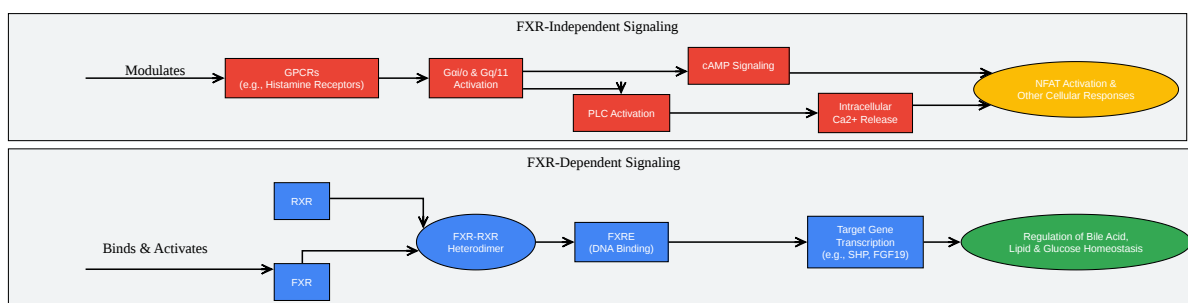 FXR-Independent Signaling
Modulates
GPCRs
(e.g., Histamine Receptors)
Gαi/o & Gq/11
Activation
cAMP Signaling
PLC Activation
Intracellular
Ca2+ Release
NFAT Activation &
Other Cellular Responses
FXR-Dependent Signaling
Binds & Activates
RXR
FXR
FXR-RXR
Heterodimer
FXRE
(DNA Binding)
Target Gene
Transcription
(e.g., SHP, FGF19)
Regulation of Bile Acid,
Lipid & Glucose Homeostasis